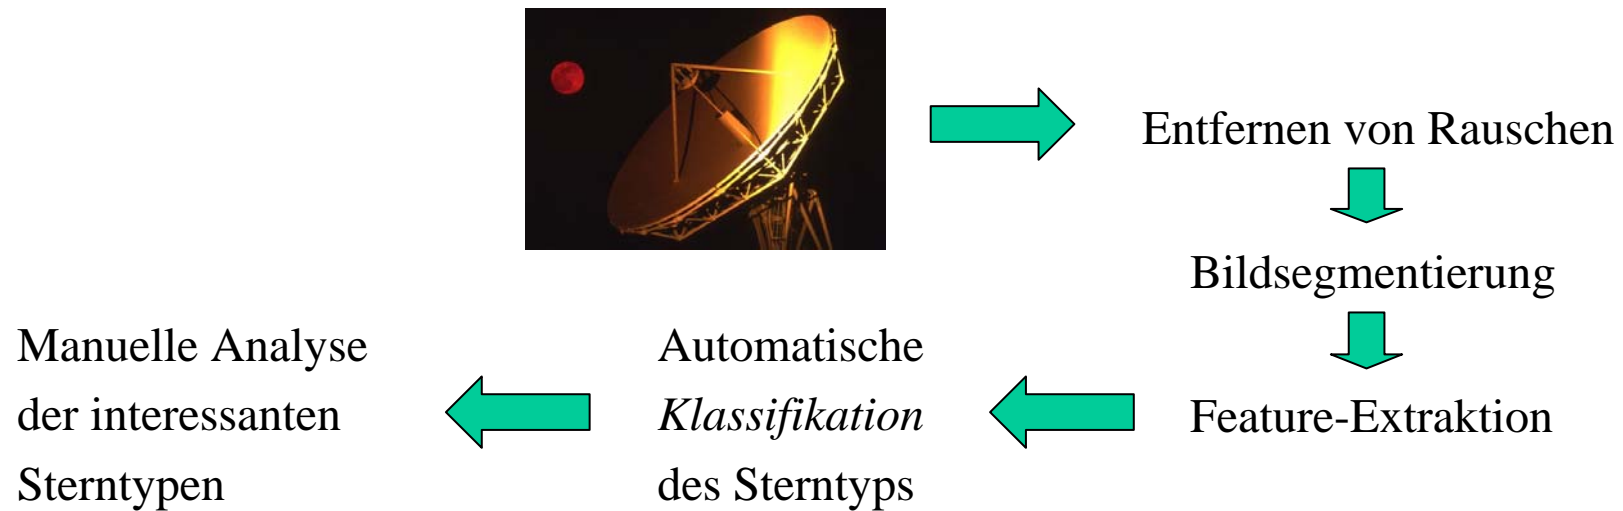 Entfernen von Rauschen
Bildsegmentierung
Feature-Extraktion
Automatische
Klassifikation
des Sterntyps
Manuelle Analyse
der interessanten
Sterntypen